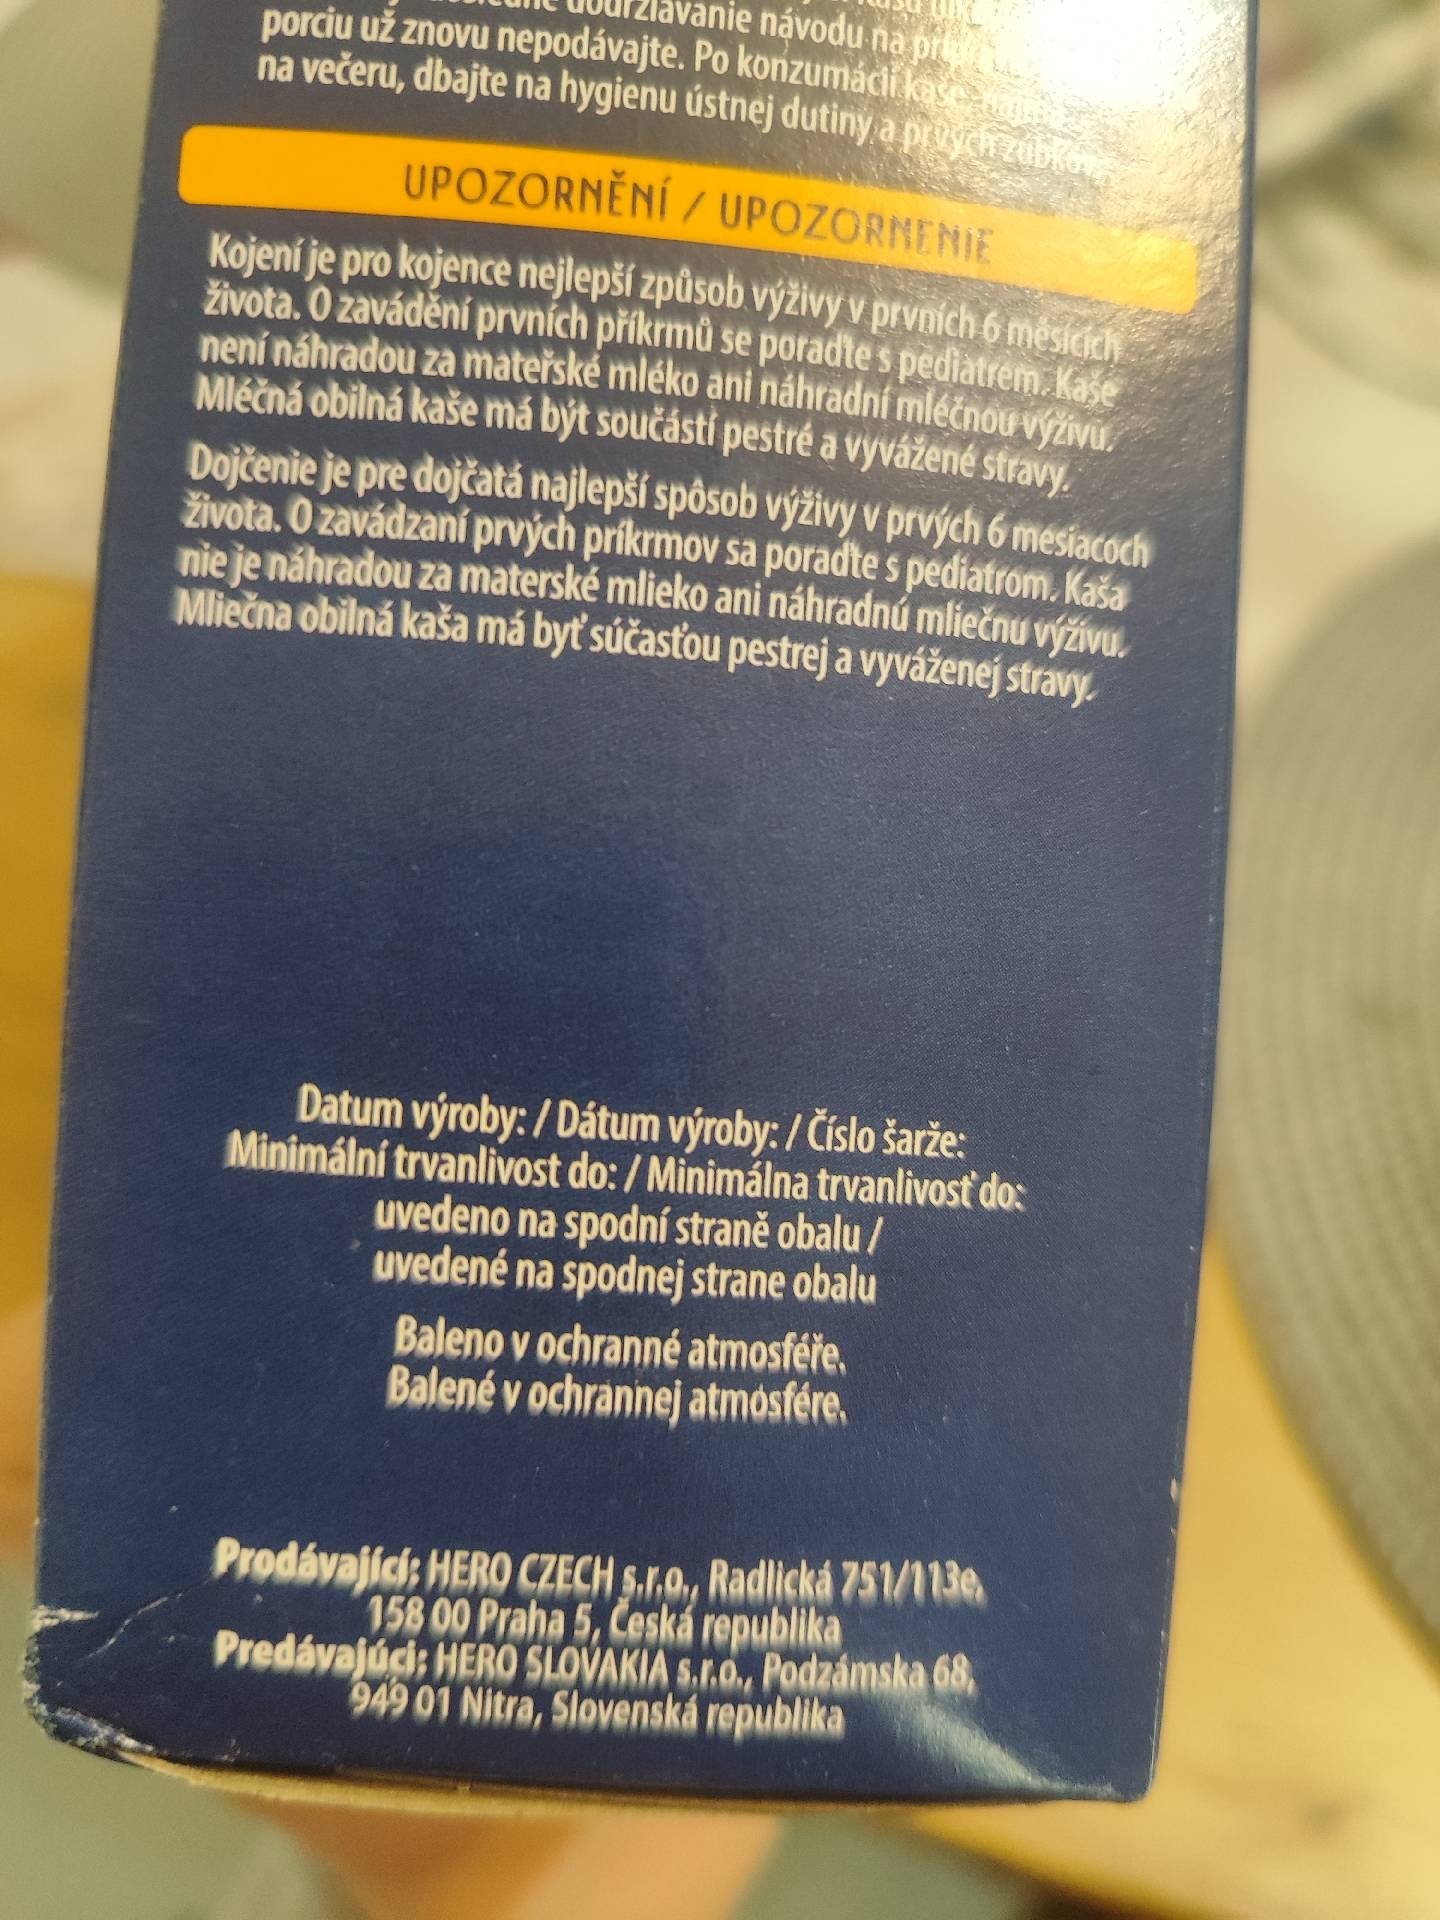 dodržiavanie návodu na
porciu už znovu nepodávajte. Po konzumácii kaše,
na večeru, dbajte na hygienu ústnej dutiny a prvých zúbkov.
UPOZORNĚNÍ / UPOZORNENIE
Kojení je pro kojence nejlepší způsob výživy v prvních 6 měsících
života. O zavádění prvních příkrmů se poraďte s pediatrem. Kaše
není náhradou za mateřské mléko ani náhradní mléčnou výživu.
Mléčná obilná kaše má být součástí pestré a vyvážené stravy.
Dojčenie je pre dojčatá najlepší spôsob výživy v prvých 6 mesiacoch
života. O zavádzaní prvých príkrmov sa poraďte s pediatrom. Kaša
nie je náhradou za materské mlieko ani náhradnú mliečnu výživu.
Mliečna obilná kaša má byť súčasťou pestrej a vyváženej stravy.
Datum výroby: / Dátum výroby: / Číslo šarže:
Minimální trvanlivost do: / Minimálna trvanlivosť do:
uvedeno na spodní straně obalu /
uvedené na spodnej strane obalu
Baleno v ochranné atmosféře.
Balené v ochrannej atmosfére.
Prodávající: HERO CZECH s.r.o., Radlická 751/113e,
158 00 Praha 5, Česká republika
Predávajúci: HERO SLOVAKIA s.r.o., Podzámska 68,
949 01 Nitra, Slovenská republika